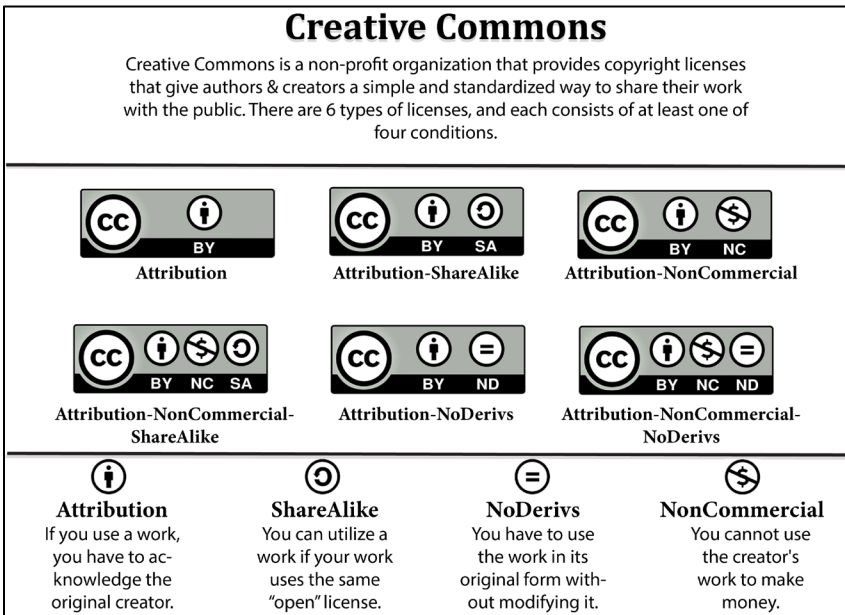 Creative Commons
Creative Commons is a non-profit organization that provides copyright licenses
that give authors & creators a simple and standardized way to share their work
with the public. There are 6 types of licenses, and each consists of at least one of
four conditions.
cc BY
Attribution
cc BY SA
Attribution-ShareAlike
cc $ BY NC
Attribution-NonCommercial
cc $ BY NC SA
Attribution-NonCommercial-
ShareAlike
cc = BY ND
Attribution-NoDerivs
cc $ = BY NC ND
Attribution-NonCommercial-
NoDerivs
Attribution
If you use a work,
you have to ac-
knowledge the
original creator.
ShareAlike
You can utilize a
work if your work
uses the same
“open” license.
=
NoDerivs
You have to use
the work in its
original form with-
out modifying it.
$
NonCommercial
You cannot use
the creator's
work to make
money.